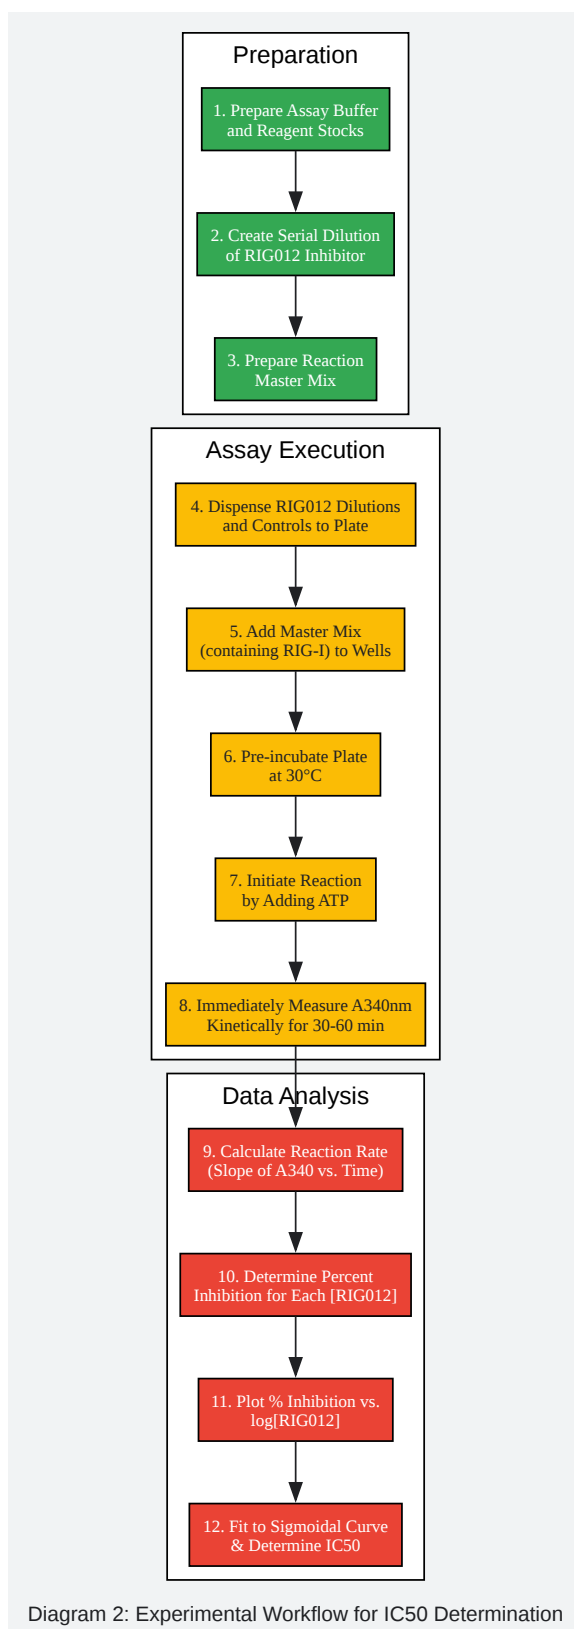 Preparation
1. Prepare Assay Buffer
and Reagent Stocks
2. Create Serial Dilution
of RIG012 Inhibitor
3. Prepare Reaction
Master Mix
Assay Execution
4. Dispense RIG012 Dilutions
and Controls to Plate
5. Add Master Mix
(containing RIG-I) to Wells
6. Pre-incubate Plate
at 30°C
7. Initiate Reaction
by Adding ATP
8. Immediately Measure A340nm
Kinetically for 30-60 min
Data Analysis
9. Calculate Reaction Rate
(Slope of A340 vs. Time)
10. Determine Percent
Inhibition for Each [RIG012]
11. Plot % Inhibition vs.
log[RIG012]
12. Fit to Sigmoidal Curve
& Determine IC50
Diagram 2: Experimental Workflow for IC50 Determination